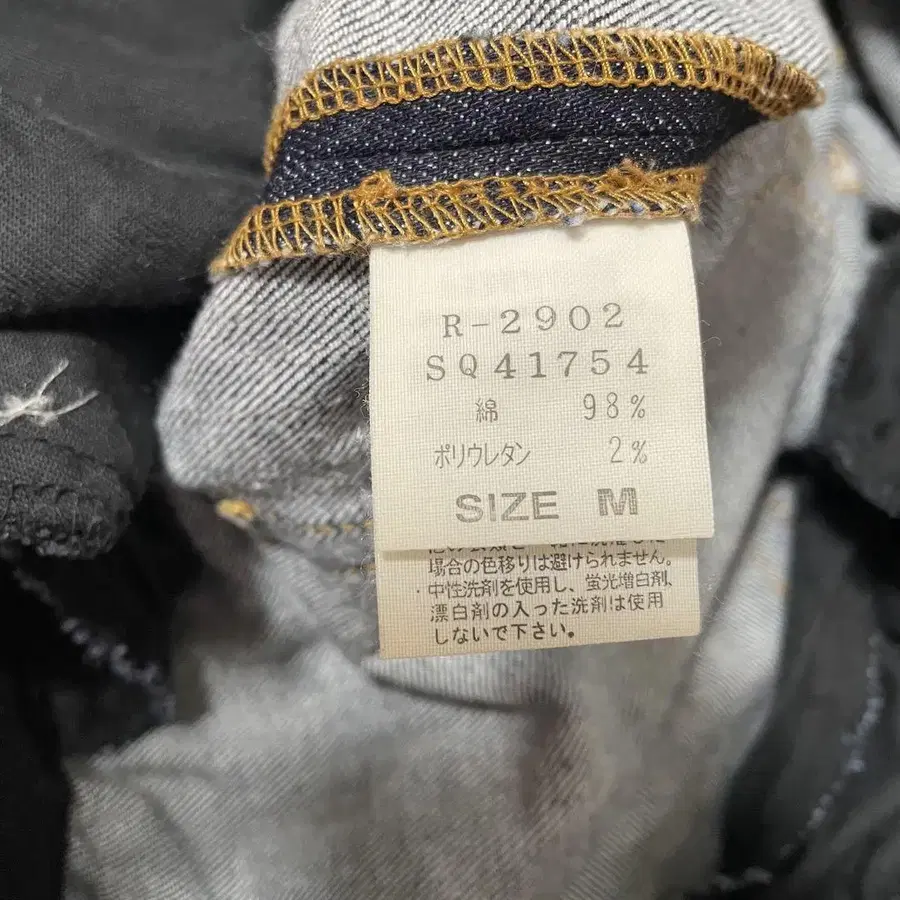 R-2902
SQ41754
綿 98%
ポリウレタン 2%
SIZE M
場合の色移りは避けられません。
・中性洗剤を使用し、蛍光増白剤、
漂白剤の入った洗剤は使用
しないで下さい。